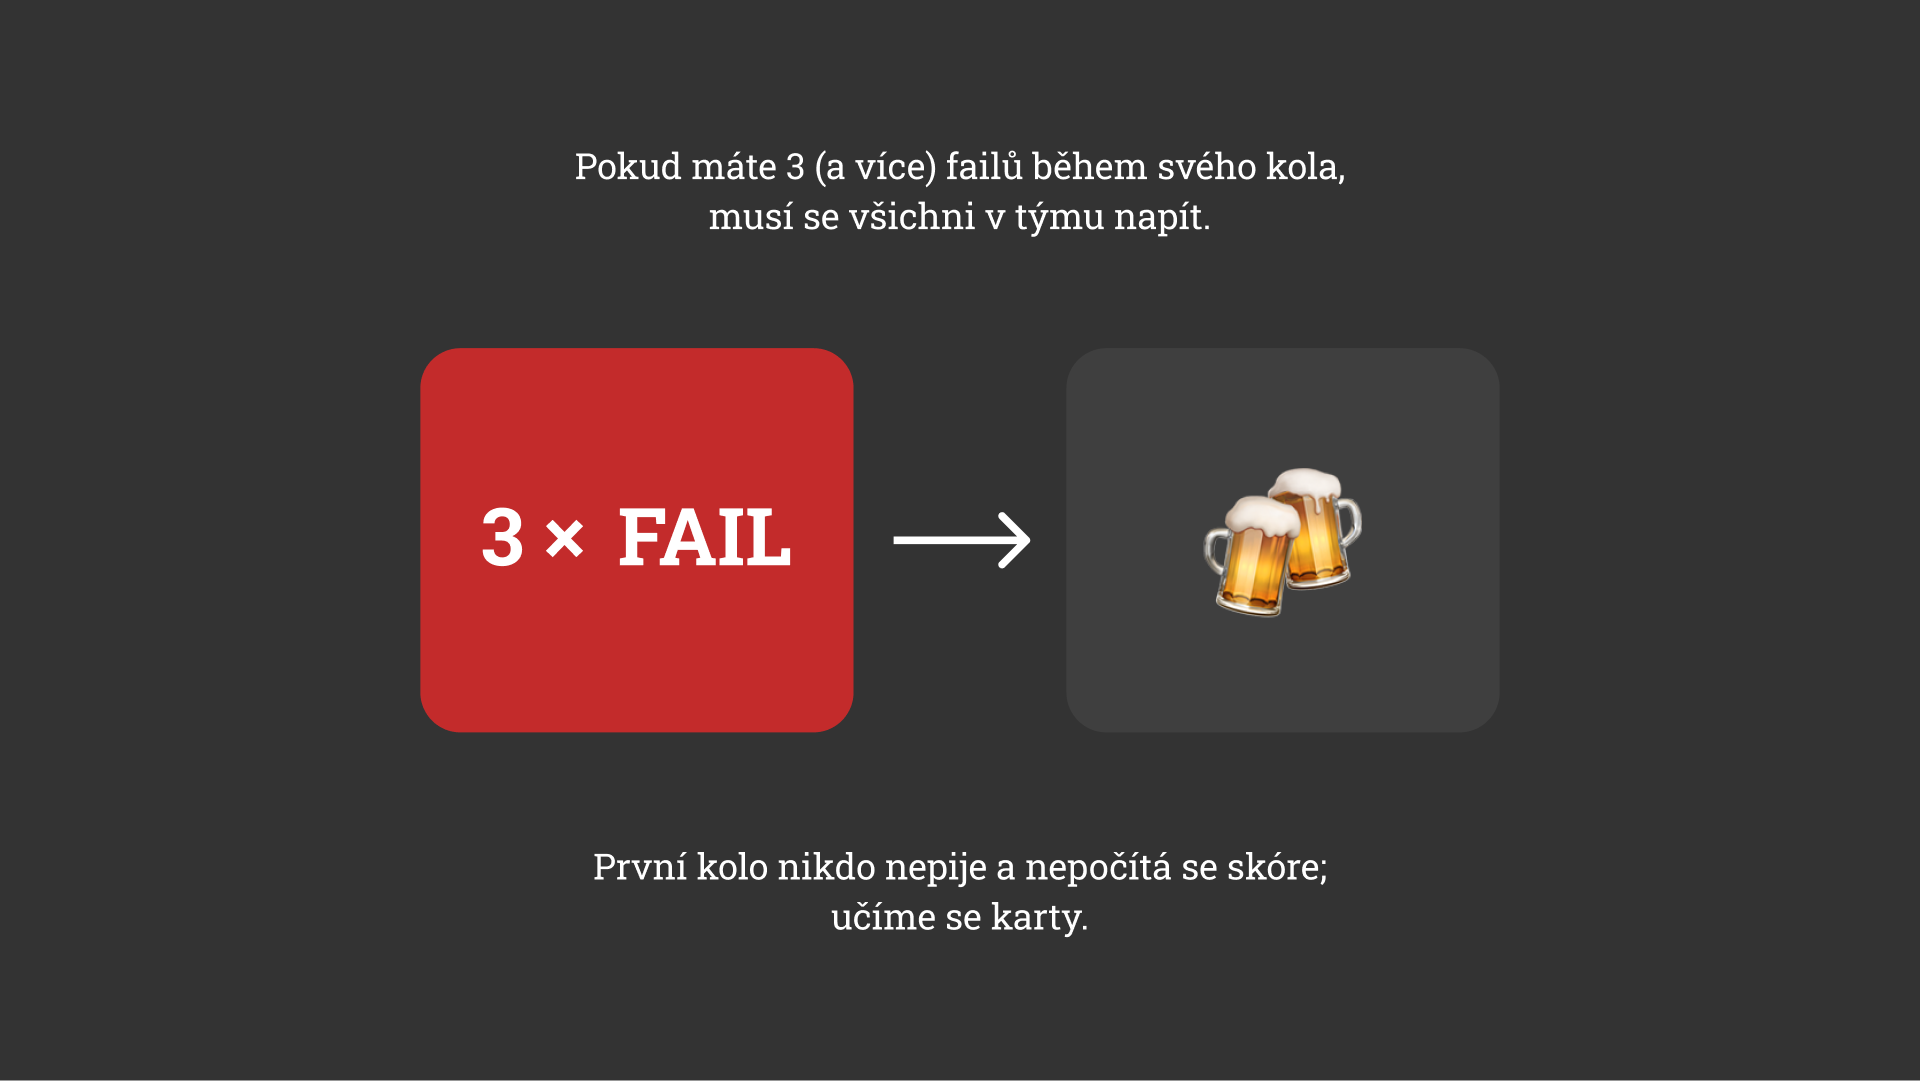 Pokud máte 3 (a více) failů během svého kola,
musí se všichni v týmu napít.
3 × FAIL
První kolo nikdo nepije a nepočítá se skóre;
učíme se karty.